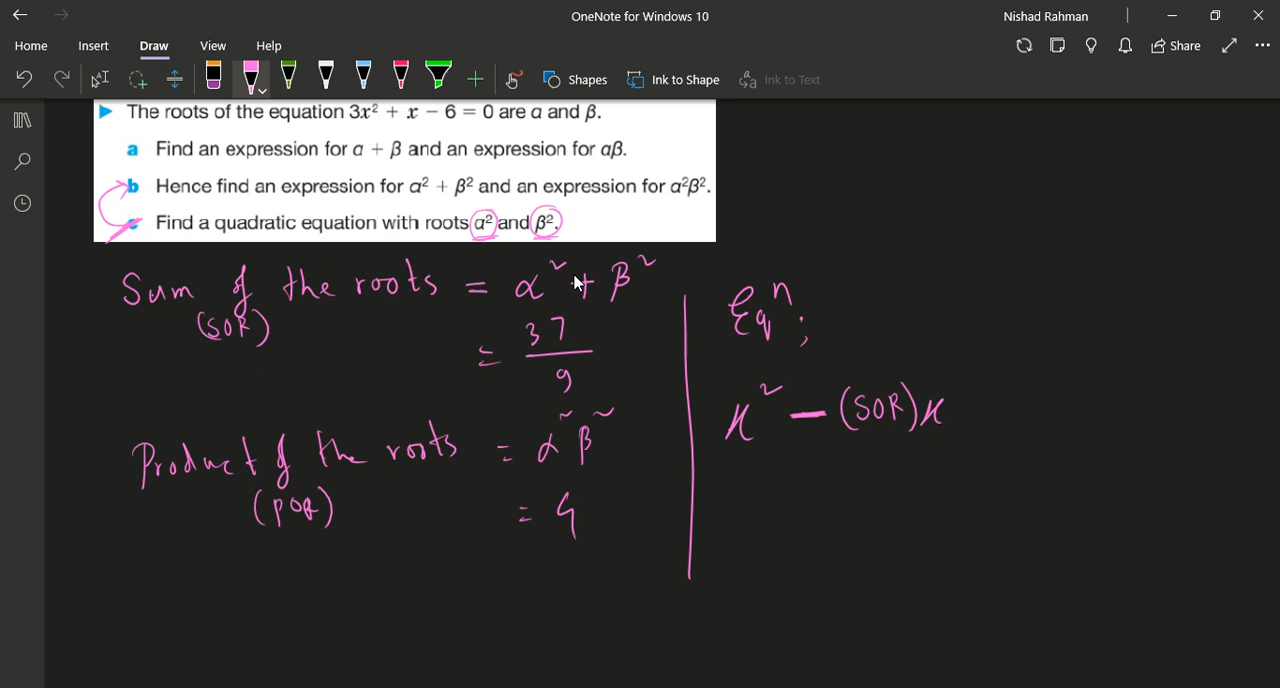 OneNote for Windows 10
Nishad Rahman
Home Insert Draw View Help
Share
Shapes
Ink to Shape
Ink to Text
The roots of the equation 3x² + x − 6 = 0 are α and β.
a Find an expression for α + β and an expression for αβ.
b Hence find an expression for α² + β² and an expression for α²β².
c Find a quadratic equation with roots α² and β².
Sum of the roots = α² + β²
(SOR)
= 37/9
Product of the roots = α²β²
(POR)
= 4
Eqⁿ;
x² − (SOR)x